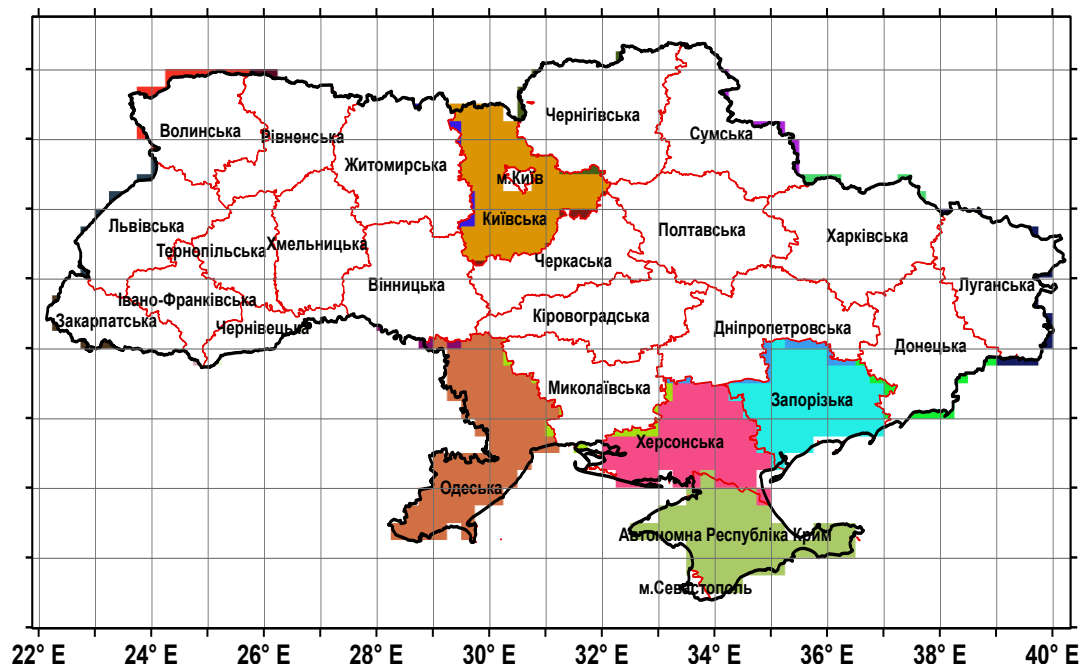 Чернігівська
Волинська
Рівненська
Сумська
Житомирська
м.Київ
Київська
Львівська
Тернопільська
Хмельницька
Полтавська
Харківська
Черкаська
Вінницька
Луганська
Івано-Франківська
Закарпатська
Чернівецька
Кіровоградська
Дніпропетровська
Донецька
Миколаївська
Запорізька
Херсонська
Одеська
Автономна Республіка Крим
м.Севастополь
22° E 24° E 26° E 28° E 30° E 32° E 34° E 36° E 38° E 40° E